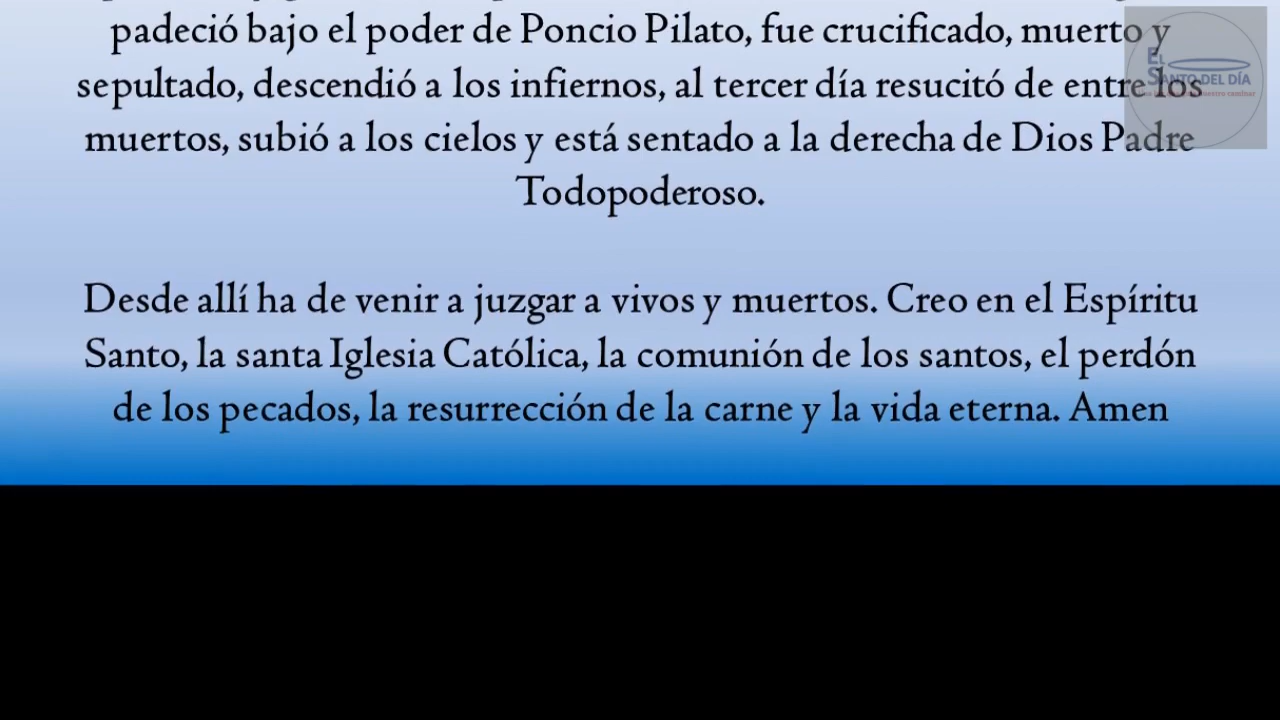 padeció bajo el poder de Poncio Pilato, fue crucificado, muerto y
sepultado, descendió a los infiernos, al tercer día resucitó de entre los
muertos, subió a los cielos y está sentado a la derecha de Dios Padre
Todopoderoso.
Desde allí ha de venir a juzgar a vivos y muertos. Creo en el Espíritu
Santo, la santa Iglesia Católica, la comunión de los santos, el perdón
de los pecados, la resurrección de la carne y la vida eterna. Amen
EL
SANTO DEL DÍA